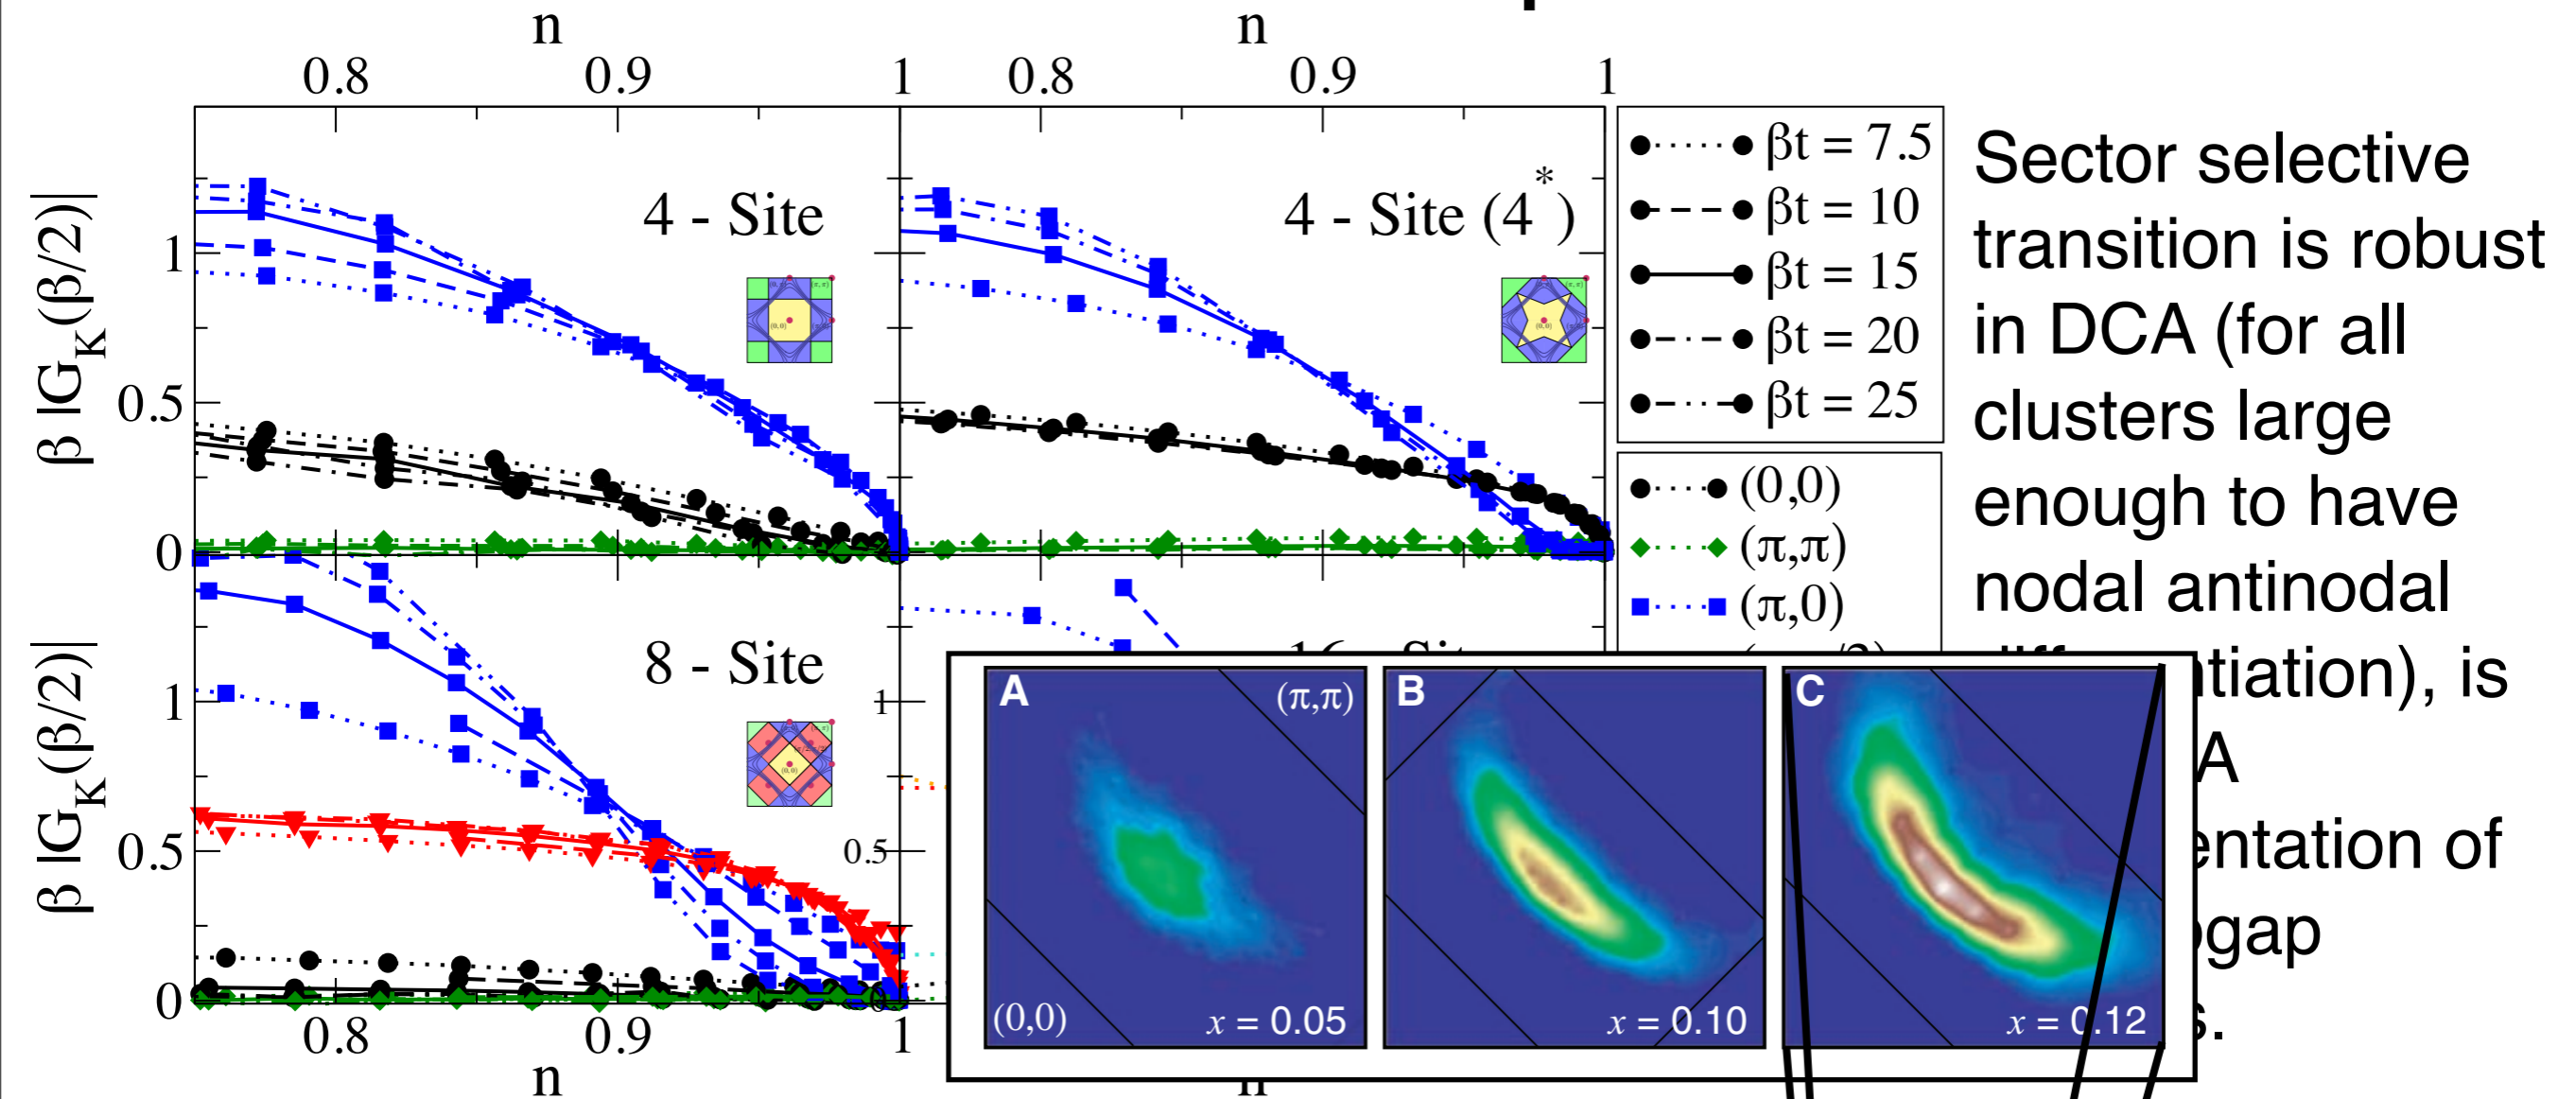 n
n
0.8
0.9
1
0.8
0.9
1
β |G_K(β/2)|
1
0.5
0
4 - Site
4 - Site (4*)
βt = 7.5
βt = 10
βt = 15
βt = 20
βt = 25
(0,0)
(π,π)
(π,0)
Sector selective
transition is robust
in DCA (for all
clusters large
enough to have
nodal antinodal
tiation), is
A
entation of
gap
s.
β |G_K(β/2)|
1
0.5
0
8 - Site
1
0.5
0
0.8
0.9
1
n
n
A
(π,π)
(0,0)
x = 0.05
B
x = 0.10
C
x = 0.12